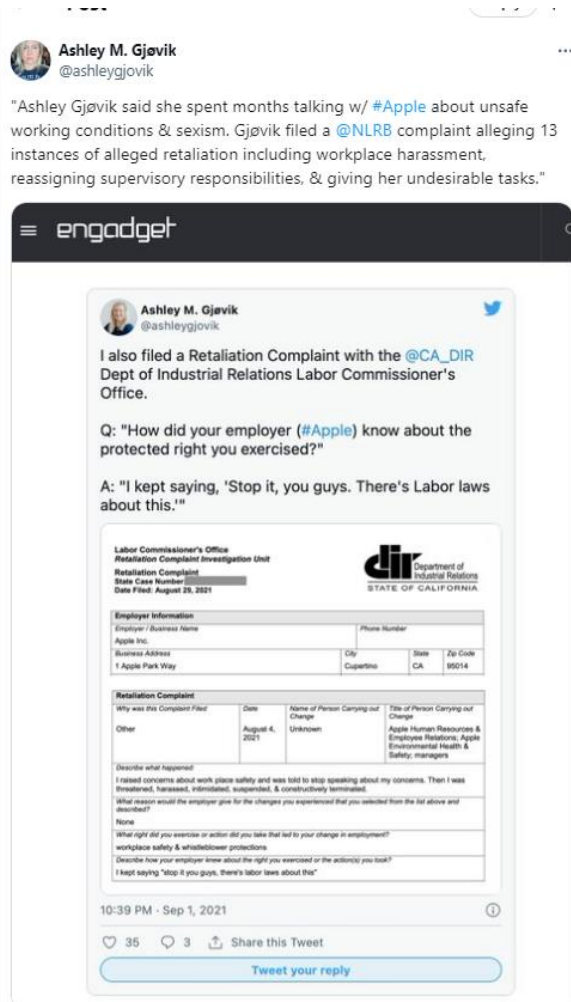 Ashley M. Gjøvik
@ashleygjovik
"Ashley Gjøvik said she spent months talking w/ #Apple about unsafe
working conditions & sexism. Gjøvik filed a @NLRB complaint alleging 13
instances of alleged retaliation including workplace harassment,
reassigning supervisory responsibilities, & giving her undesirable tasks."
engadget
Ashley M. Gjøvik
@ashleygjovik
I also filed a Retaliation Complaint with the @CA_DIR
Dept of Industrial Relations Labor Commissioner's
Office.
Q: "How did your employer (#Apple) know about the
protected right you exercised?"
A: "I kept saying, 'Stop it, you guys. There's Labor laws
about this.'"
Labor Commissioner's Office
Retaliation Complaint Investigation Unit
Retaliation Complaint
State Case Number
Date Filed: August 29, 2021
dir Department of
Industrial Relations
STATE OF CALIFORNIA
Employer Information
Employer / Business Name Phone Number
Apple Inc.
Business Address City State Zip Code
1 Apple Park Way Cupertino CA 95014
Retaliation Complaint
Why was this Complaint Filed Date Name of Person Carrying out Title of Person Carrying out
Change Change
Other August 4, Unknown Apple Human Resources &
2021 Employee Relations; Apple
Environmental Health &
Safety; managers
Describe what happened
I raised concerns about work place safety and was told to stop speaking about my concerns. Then I was
threatened, harassed, intimidated, suspended, & constructively terminated.
What reason would the employer give for the changes you experienced that you selected from the list above and
described?
None
What right did you exercise or action did you take that led to your change in employment?
workplace safety & whistleblower protections
Describe how your employer knew about the right you exercised or the action(s) you took?
I kept saying "stop it you guys, there's labor laws about this"
10:39 PM · Sep 1, 2021
35 3 Share this Tweet
Tweet your reply